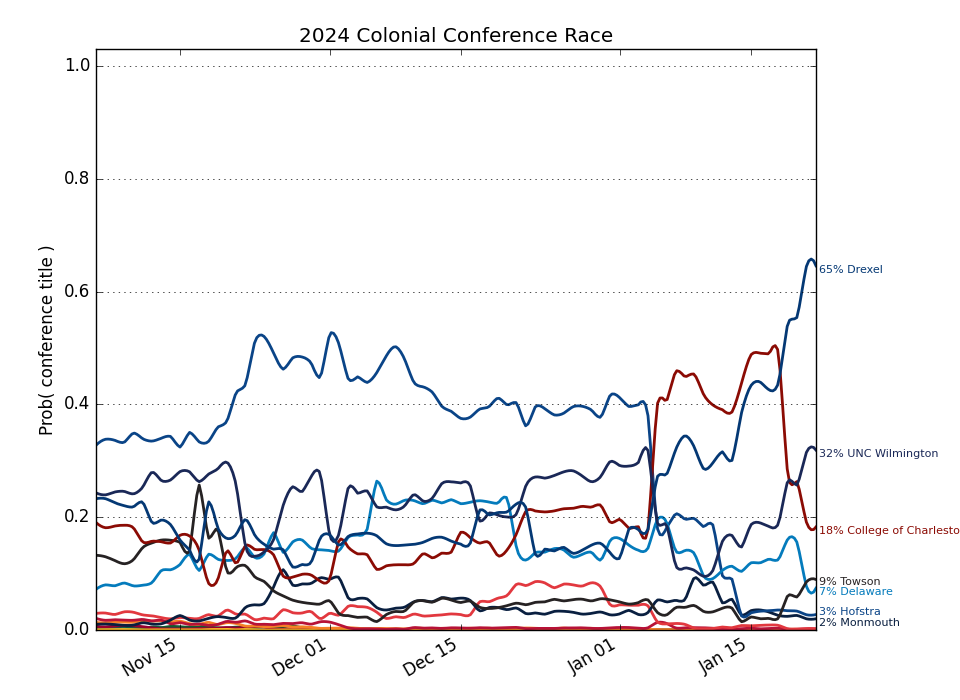 2024 Colonial Conference Race
Prob( conference title )
1.0
0.8
0.6
0.4
0.2
0.0
Nov 15
Dec 01
Dec 15
Jan 01
Jan 15
65% Drexel
32% UNC Wilmington
18% College of Charlesto
9% Towson
7% Delaware
3% Hofstra
2% Monmouth